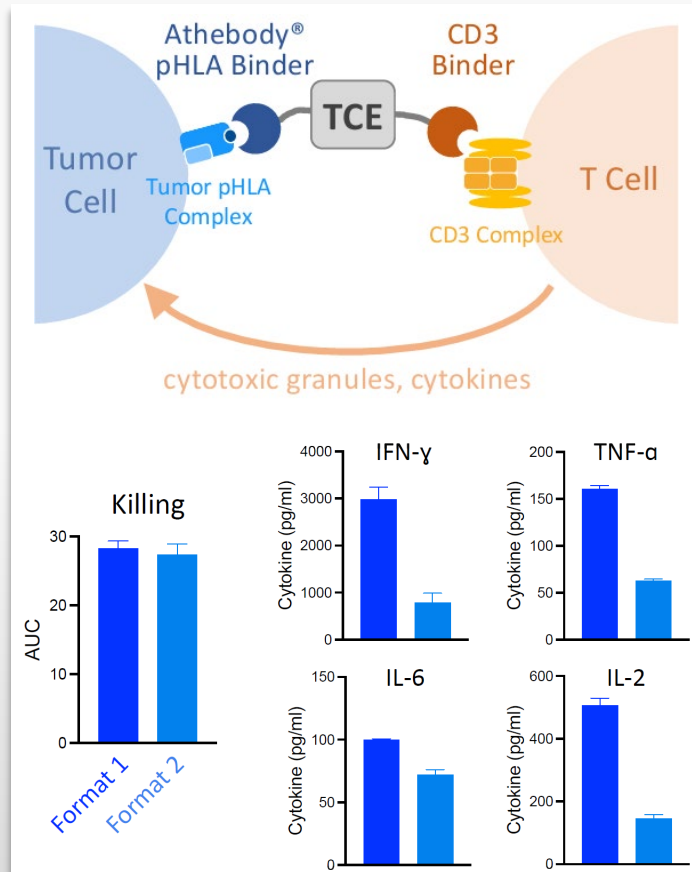 Athebody®
pHLA Binder
CD3
Binder
TCE
Tumor
Cell
Tumor pHLA
Complex
T Cell
CD3 Complex
cytotoxic granules, cytokines
Killing
30
20
10
0
AUC
Format 1
Format 2
IFN-ɣ
4000
3000
2000
1000
0
Cytokine (pg/ml)
TNF-ɑ
200
150
100
50
0
Cytokine (pg/ml)
IL-6
150
100
50
0
Cytokine (pg/ml)
IL-2
600
400
200
0
Cytokine (pg/ml)